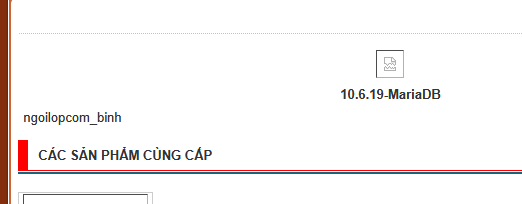 10.6.19-MariaDB
ngoilopcom_binh
CÁC SẢN PHẨM CÙNG CẤP